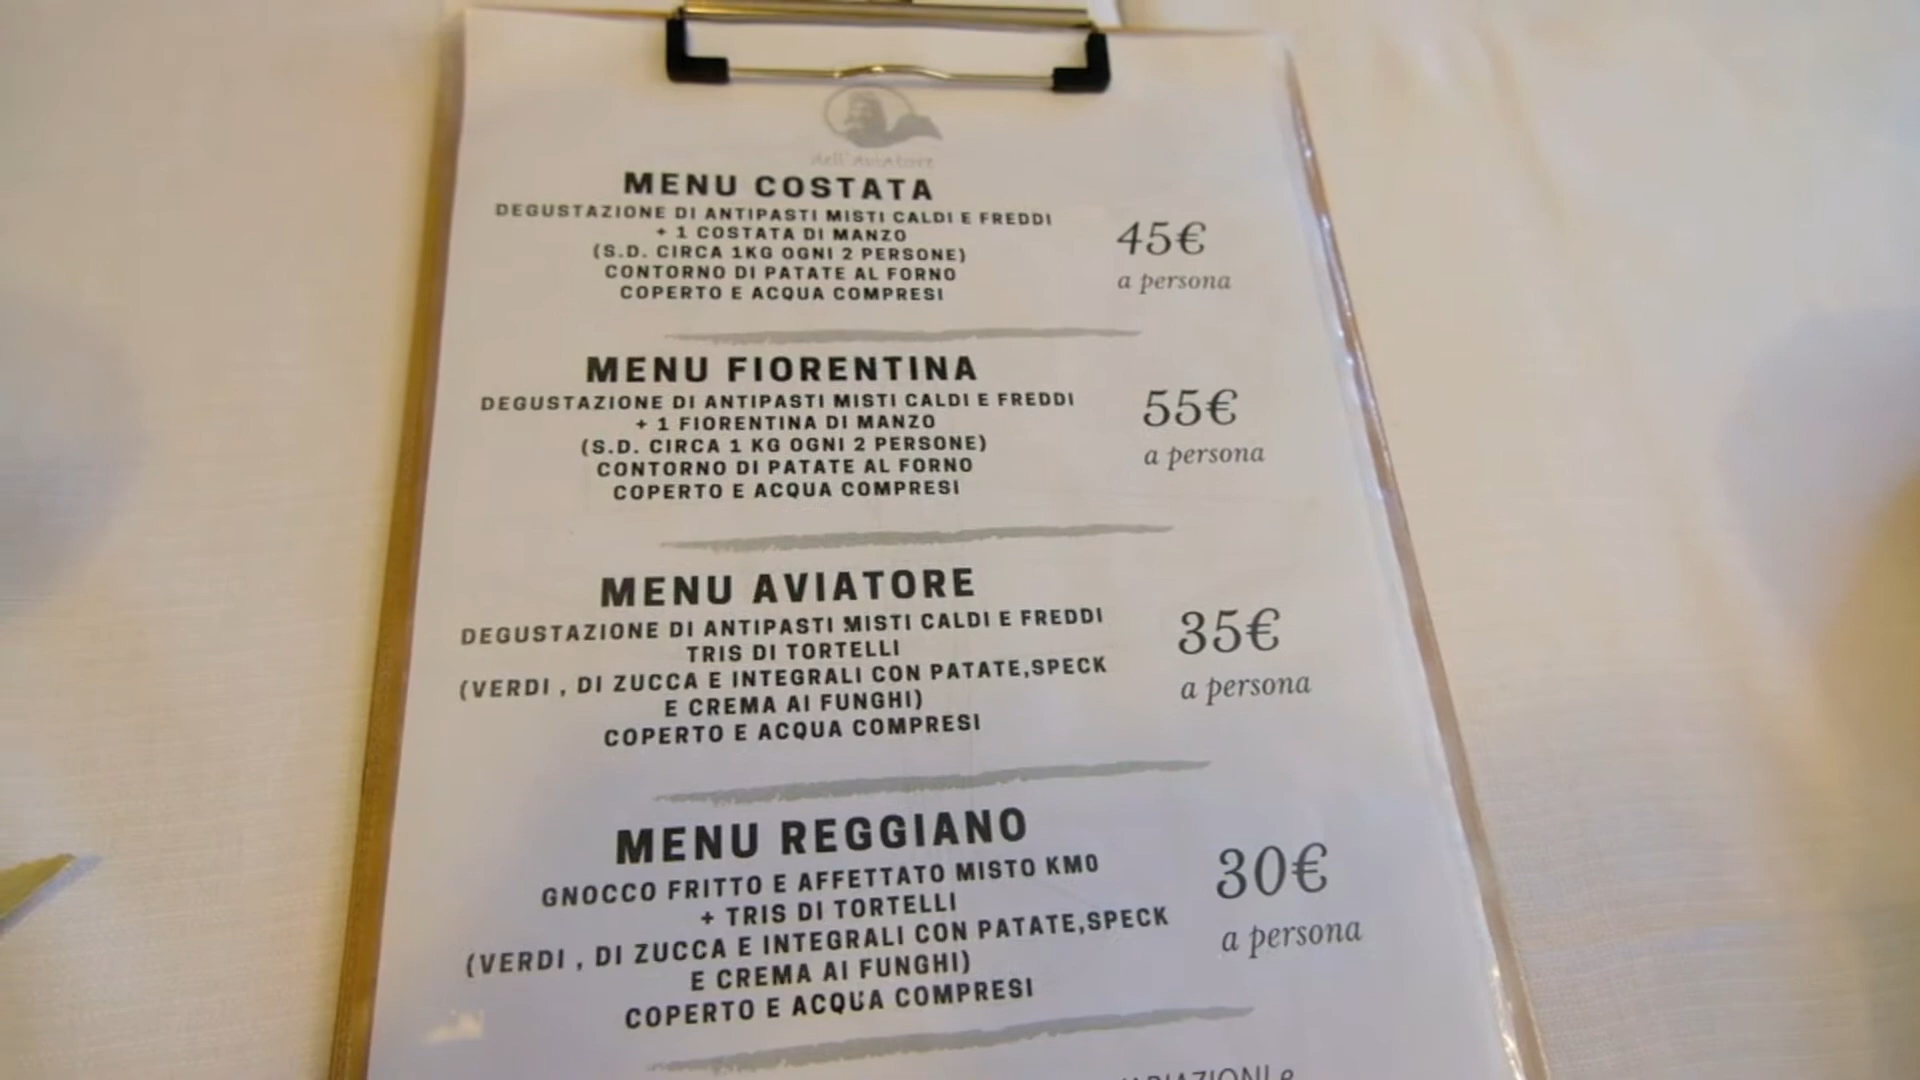 dell'Aviatore
MENU COSTATA
DEGUSTAZIONE DI ANTIPASTI MISTI CALDI E FREDDI
+ 1 COSTATA DI MANZO
(S.D. CIRCA 1KG OGNI 2 PERSONE)
CONTORNO DI PATATE AL FORNO
COPERTO E ACQUA COMPRESI
45€
a persona
MENU FIORENTINA
DEGUSTAZIONE DI ANTIPASTI MISTI CALDI E FREDDI
+ 1 FIORENTINA DI MANZO
(S.D. CIRCA 1 KG OGNI 2 PERSONE)
CONTORNO DI PATATE AL FORNO
COPERTO E ACQUA COMPRESI
55€
a persona
MENU AVIATORE
DEGUSTAZIONE DI ANTIPASTI MISTI CALDI E FREDDI
TRIS DI TORTELLI
(VERDI , DI ZUCCA E INTEGRALI CON PATATE,SPECK
E CREMA AI FUNGHI)
COPERTO E ACQUA COMPRESI
35€
a persona
MENU REGGIANO
GNOCCO FRITTO E AFFETTATO MISTO KM0
+ TRIS DI TORTELLI
(VERDI , DI ZUCCA E INTEGRALI CON PATATE,SPECK
E CREMA AI FUNGHI)
COPERTO E ACQUA COMPRESI
30€
a persona